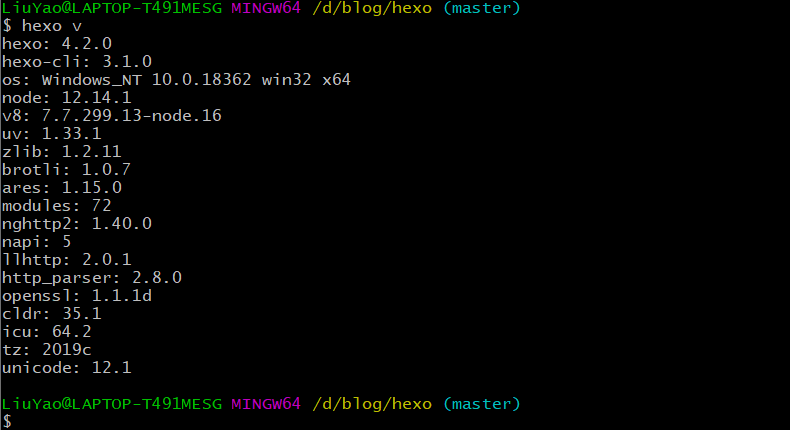 LiuYao@LAPTOP-T491MESG MINGW64 /d/blog/hexo (master)
$ hexo v
hexo: 4.2.0
hexo-cli: 3.1.0
os: Windows_NT 10.0.18362 win32 x64
node: 12.14.1
v8: 7.7.299.13-node.16
uv: 1.33.1
zlib: 1.2.11
brotli: 1.0.7
ares: 1.15.0
modules: 72
nghttp2: 1.40.0
napi: 5
llhttp: 2.0.1
http_parser: 2.8.0
openssl: 1.1.1d
cldr: 35.1
icu: 64.2
tz: 2019c
unicode: 12.1
LiuYao@LAPTOP-T491MESG MINGW64 /d/blog/hexo (master)
$